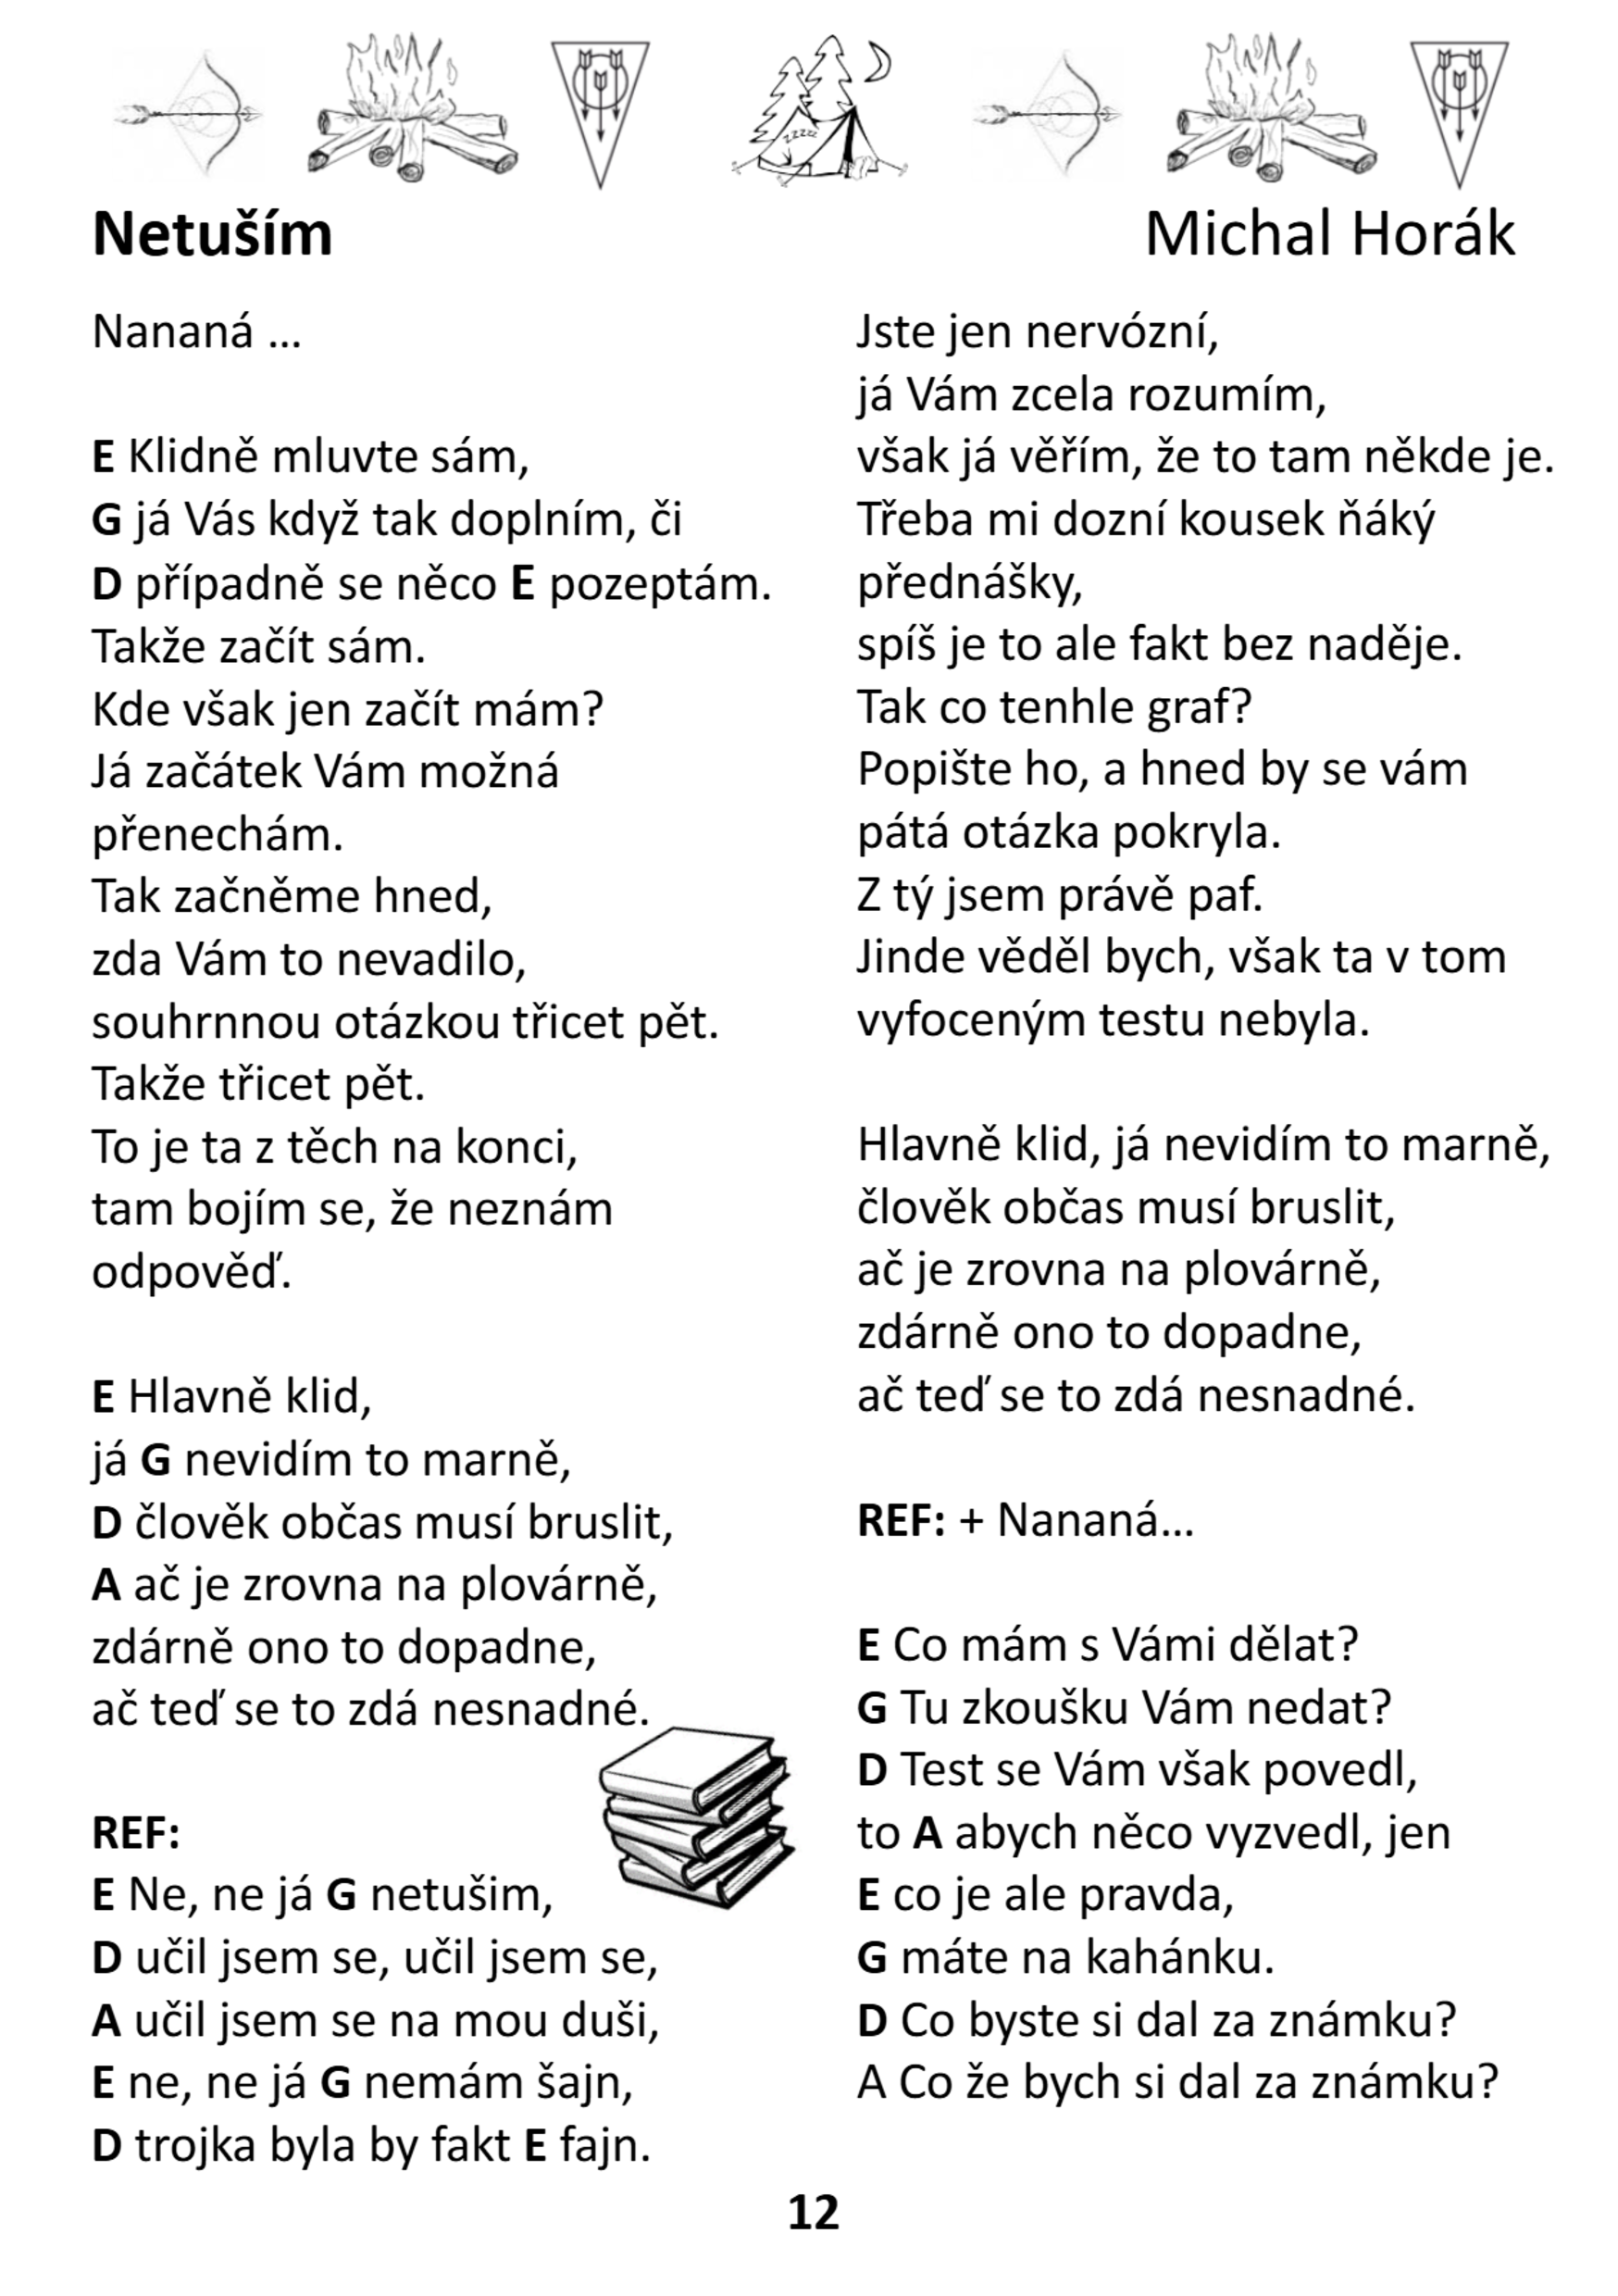 zzzzz
Netuším
Michal Horák
Nananá ...
E Klidně mluvte sám,
G já Vás když tak doplním, či
D případně se něco E pozeptám.
Takže začít sám.
Kde však jen začít mám?
Já začátek Vám možná
přenechám.
Tak začněme hned,
zda Vám to nevadilo,
souhrnnou otázkou třicet pět.
Takže třicet pět.
To je ta z těch na konci,
tam bojím se, že neznám
odpověď.
E Hlavně klid,
já G nevidím to marně,
D člověk občas musí bruslit,
A ač je zrovna na plovárně,
zdárně ono to dopadne,
ač teď se to zdá nesnadné.
REF:
E Ne, ne já G netušim,
D učil jsem se, učil jsem se,
A učil jsem se na mou duši,
E ne, ne já G nemám šajn,
D trojka byla by fakt E fajn.
Jste jen nervózní,
já Vám zcela rozumím,
však já věřím, že to tam někde je.
Třeba mi dozní kousek ňáký
přednášky,
spíš je to ale fakt bez naděje.
Tak co tenhle graf?
Popište ho, a hned by se vám
pátá otázka pokryla.
Z tý jsem právě paf.
Jinde věděl bych, však ta v tom
vyfoceným testu nebyla.
Hlavně klid, já nevidím to marně,
člověk občas musí bruslit,
ač je zrovna na plovárně,
zdárně ono to dopadne,
ač teď se to zdá nesnadné.
REF: + Nananá...
E Co mám s Vámi dělat?
G Tu zkoušku Vám nedat?
D Test se Vám však povedl,
to A abych něco vyzvedl, jen
E co je ale pravda,
G máte na kahánku.
D Co byste si dal za známku?
A Co že bych si dal za známku?
12